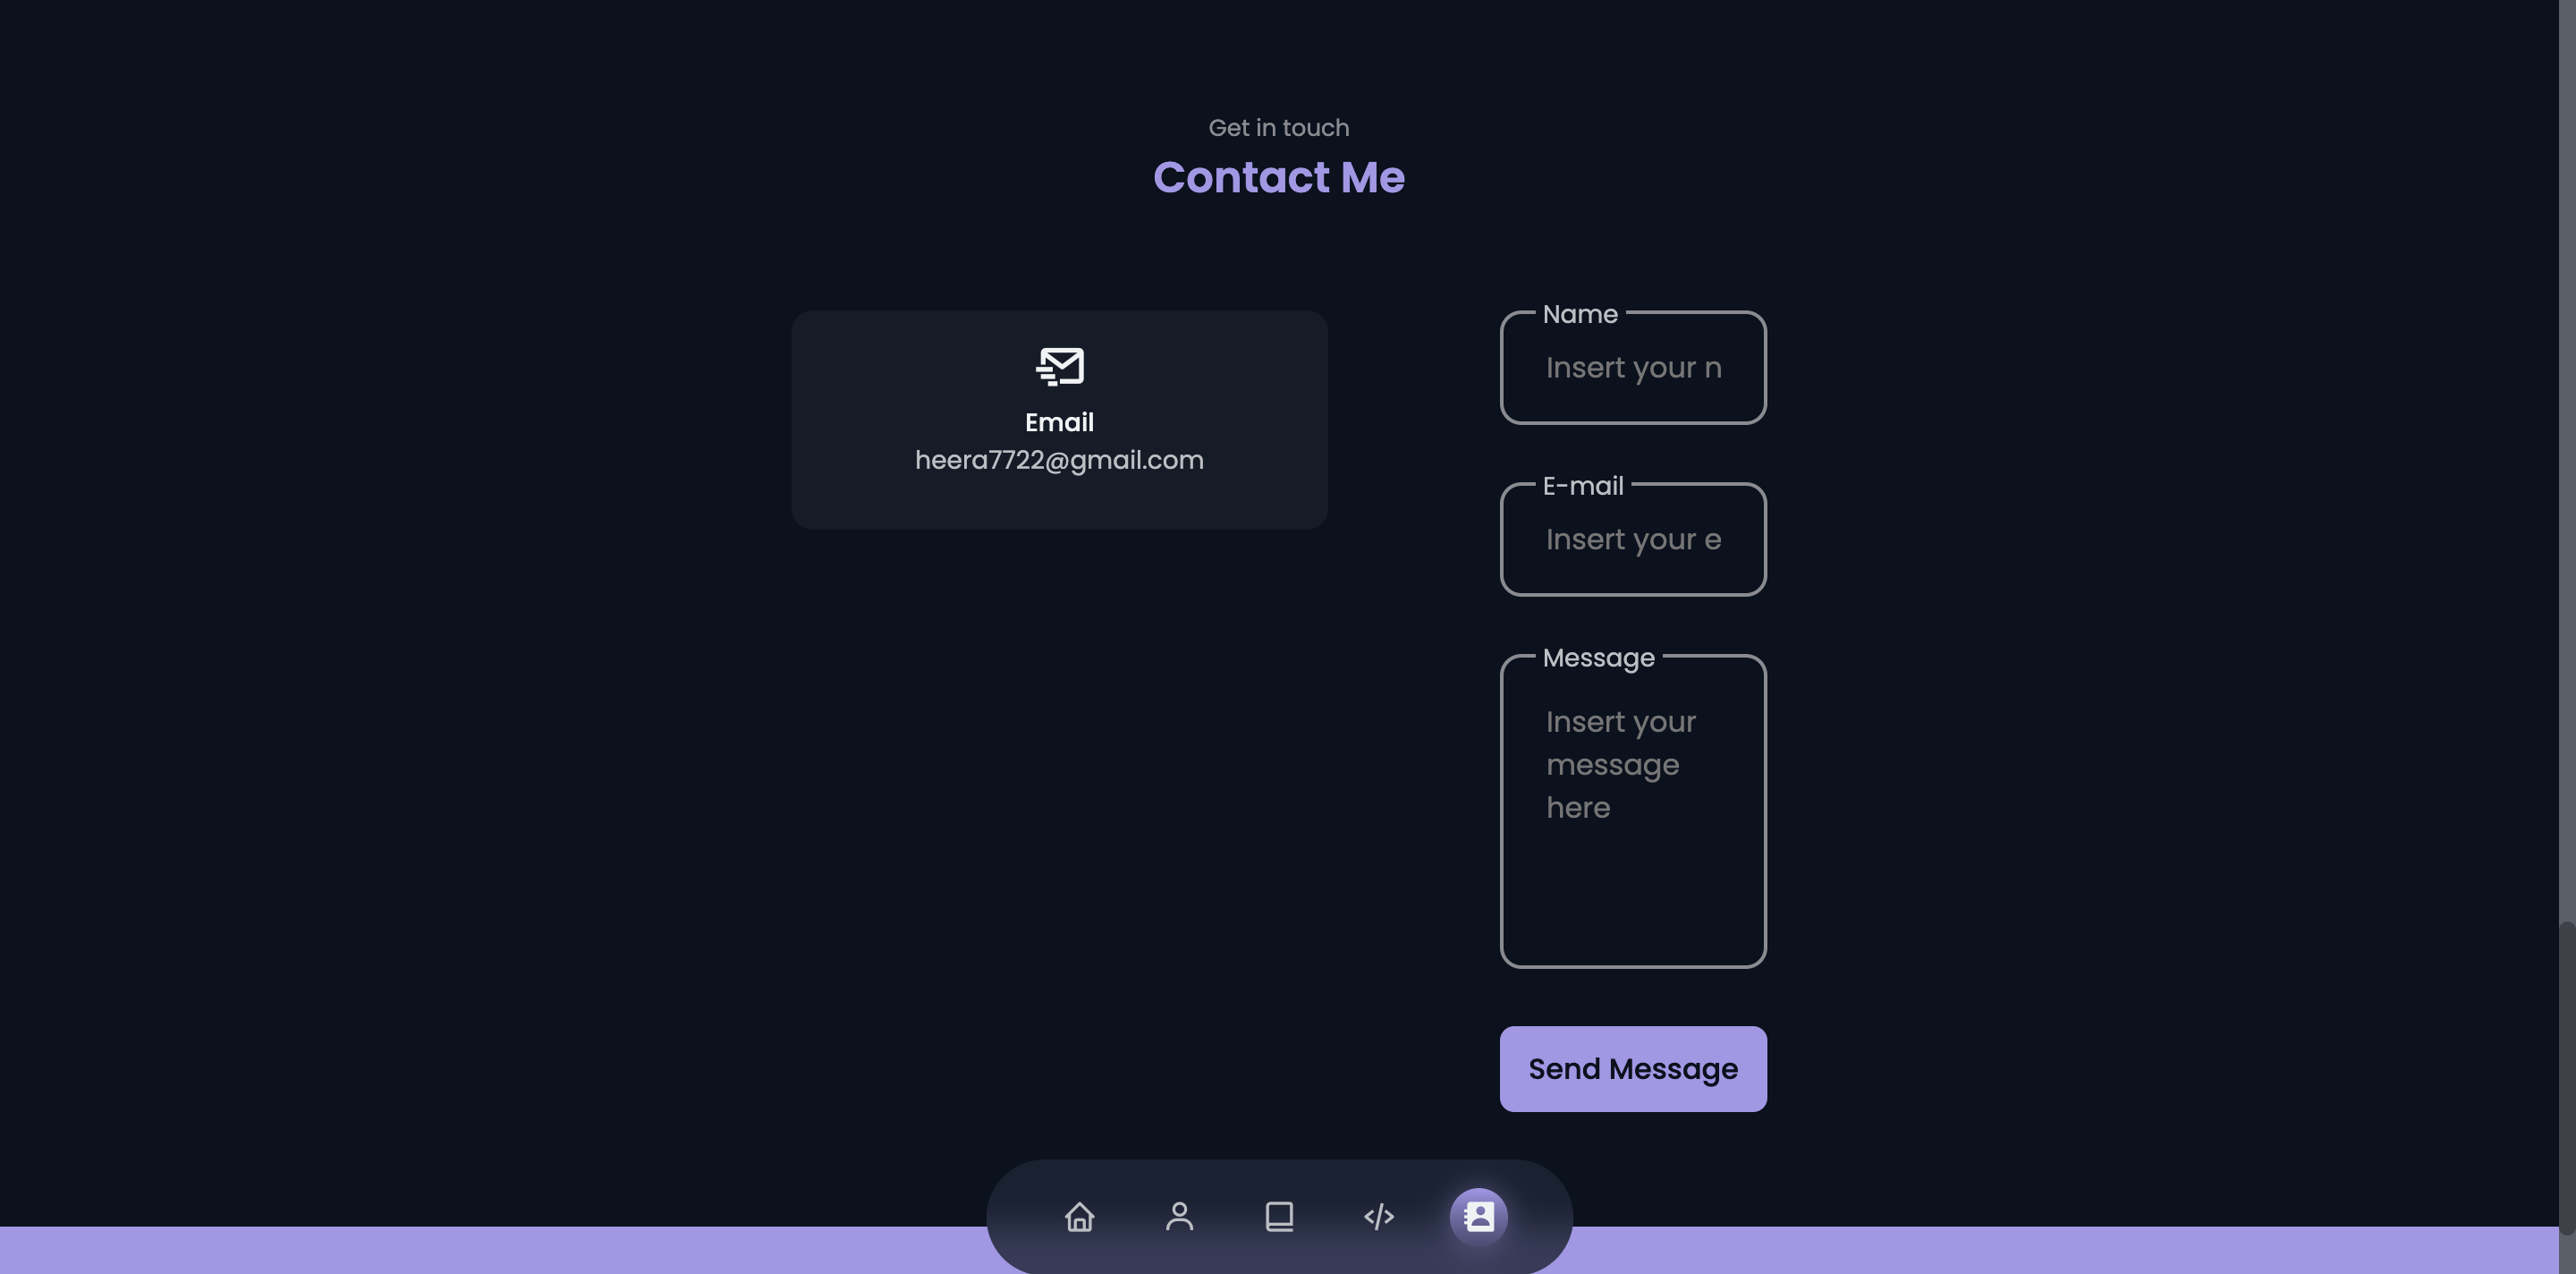 Get in touch
Contact Me
Email
heera7722@gmail.com
Name
Insert your n
E-mail
Insert your e
Message
Insert your
message
here
Send Message